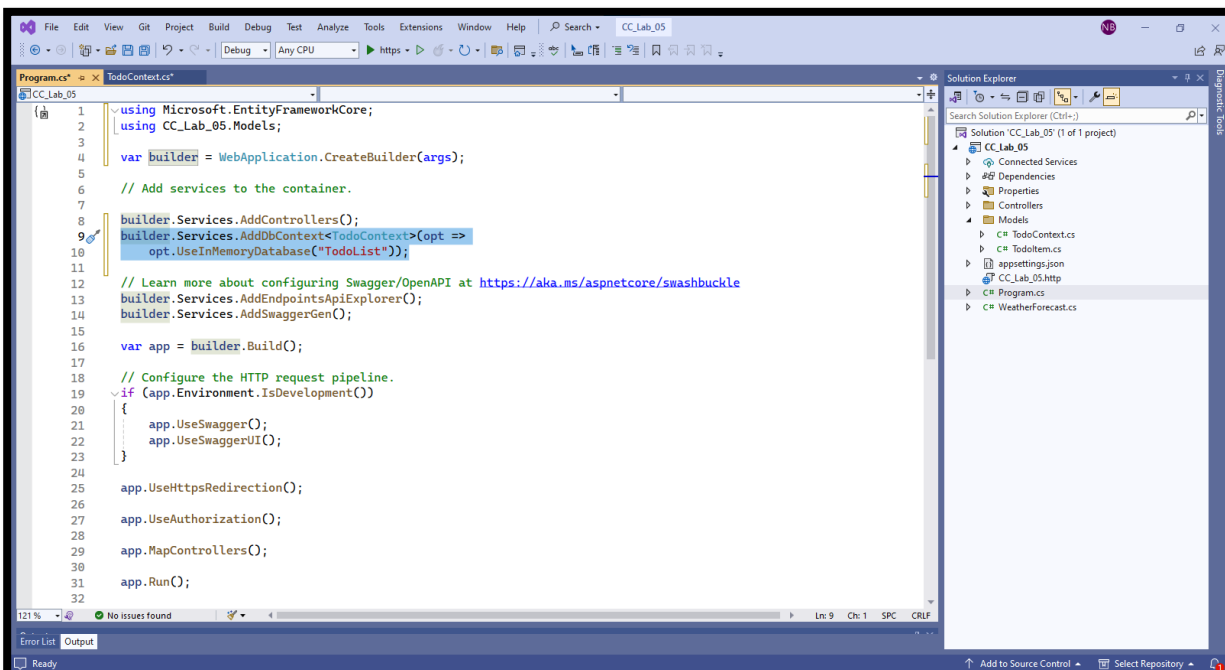 File Edit View Git Project Build Debug Test Analyze Tools Extensions Window Help Search CC_Lab_05 NB
Debug Any CPU https
Program.cs* TodoContext.cs*
CC_Lab_05
1 using Microsoft.EntityFrameworkCore;
2 using CC_Lab_05.Models;
3
4 var builder = WebApplication.CreateBuilder(args);
5
6 // Add services to the container.
7
8 builder.Services.AddControllers();
9 builder.Services.AddDbContext<TodoContext>(opt =>
10 opt.UseInMemoryDatabase("TodoList"));
11
12 // Learn more about configuring Swagger/OpenAPI at https://aka.ms/aspnetcore/swashbuckle
13 builder.Services.AddEndpointsApiExplorer();
14 builder.Services.AddSwaggerGen();
15
16 var app = builder.Build();
17
18 // Configure the HTTP request pipeline.
19 if (app.Environment.IsDevelopment())
20 {
21 app.UseSwagger();
22 app.UseSwaggerUI();
23 }
24
25 app.UseHttpsRedirection();
26
27 app.UseAuthorization();
28
29 app.MapControllers();
30
31 app.Run();
32
121 % No issues found Ln: 9 Ch: 1 SPC CRLF
Error List Output
Solution Explorer
Search Solution Explorer (Ctrl+;)
Solution 'CC_Lab_05' (1 of 1 project)
CC_Lab_05
Connected Services
Dependencies
Properties
Controllers
Models
C# TodoContext.cs
C# TodoItem.cs
appsettings.json
CC_Lab_05.http
C# Program.cs
C# WeatherForecast.cs
Diagnostic Tools
Ready Add to Source Control Select Repository 1